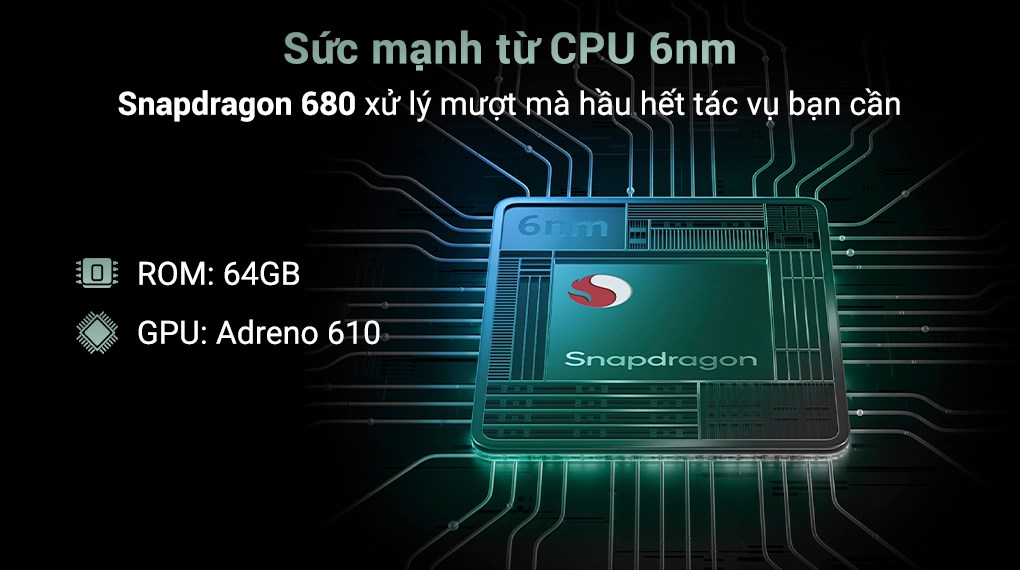 Sức mạnh từ CPU 6nm
Snapdragon 680 xử lý mượt mà hầu hết tác vụ bạn cần
6nm
ROM: 64GB
GPU: Adreno 610
Snapdragon